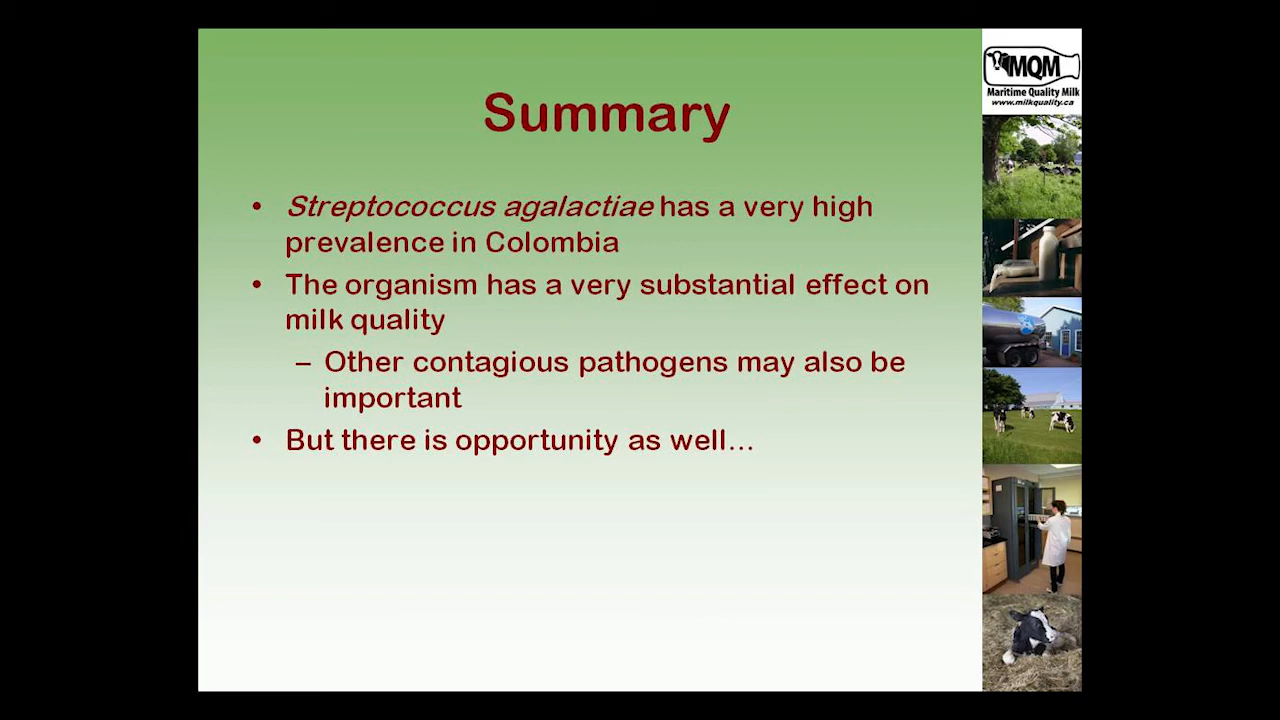 MQM
Maritime Quality Milk
www.milkquality.ca
Summary
• Streptococcus agalactiae has a very high
prevalence in Colombia
• The organism has a very substantial effect on
milk quality
– Other contagious pathogens may also be
important
• But there is opportunity as well...